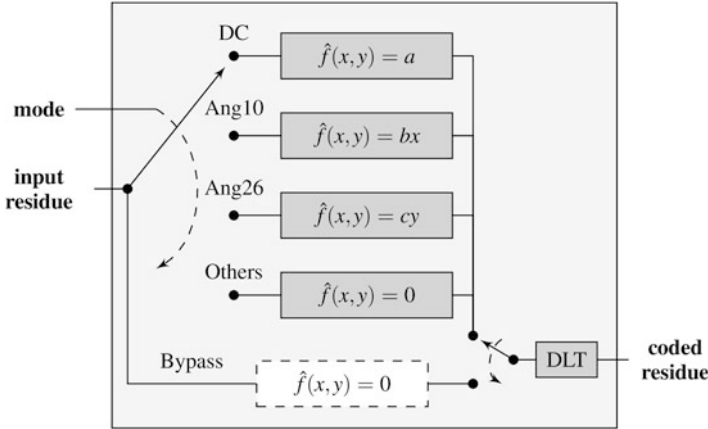 DC
f̂(x,y) = a
mode
Ang10
f̂(x,y) = bx
input
residue
Ang26
f̂(x,y) = cy
Others
f̂(x,y) = 0
Bypass
f̂(x,y) = 0
DLT
coded
residue